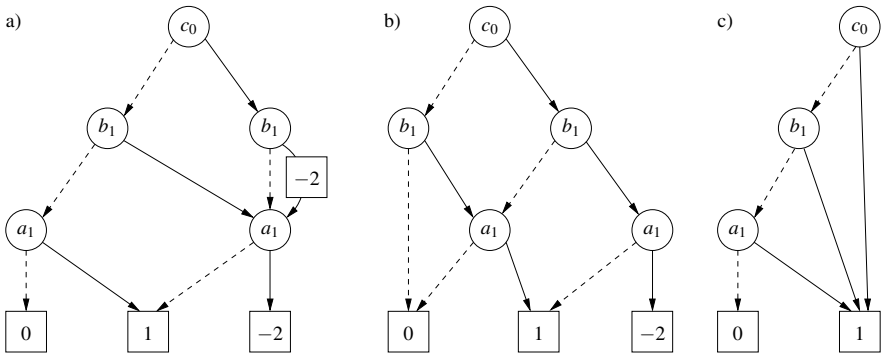 a) c₀ b) c₀ c) c₀
b₁ b₁ b₁ b₁ b₁
−2
a₁ a₁ a₁ a₁ a₁
0 1 −2 0 1 −2 0 1